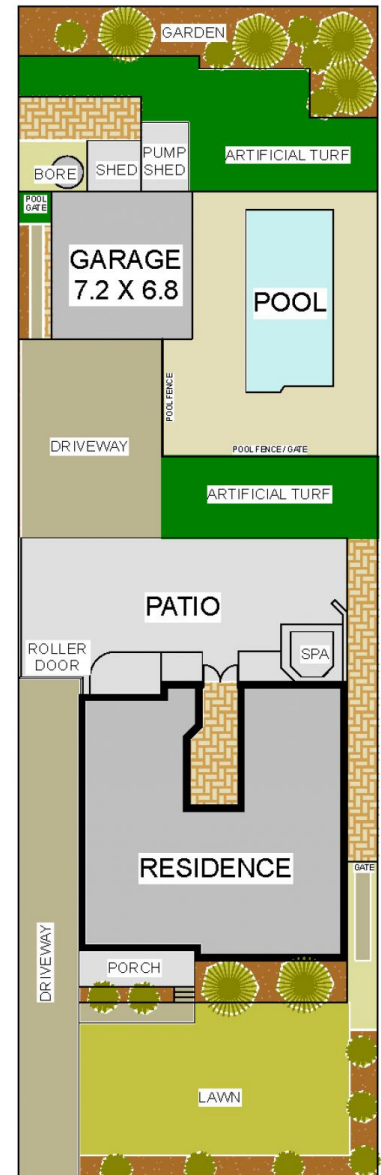 GARDEN
ARTIFICIAL TURF
PUMP
SHED
SHED
BORE
POOL
GATE
GARAGE
7.2 X 6.8
POOL
POOL FENCE
DRIVEWAY
POOL FENCE / GATE
ARTIFICIAL TURF
PATIO
ROLLER
DOOR
SPA
RESIDENCE
GATE
PORCH
DRIVEWAY
LAWN